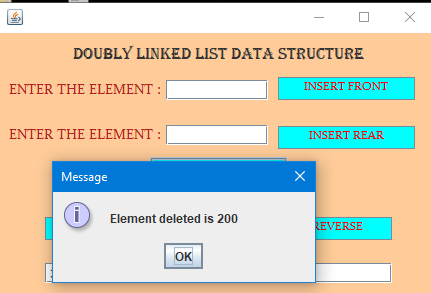 DOUBLY LINKED LIST DATA STRUCTURE
ENTER THE ELEMENT :
INSERT FRONT
ENTER THE ELEMENT :
INSERT REAR
Message
Element deleted is 200
REVERSE
OK